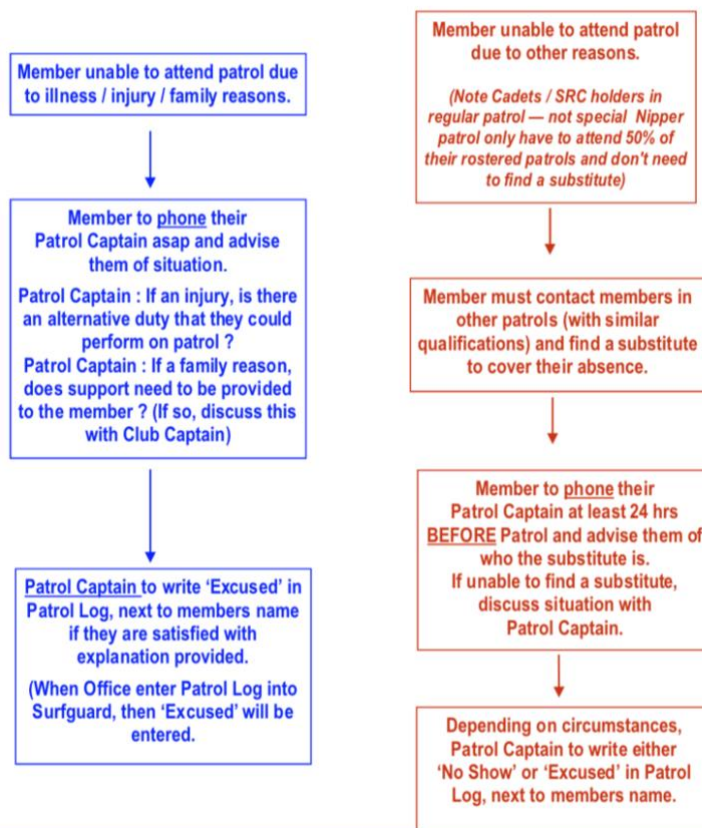 Member unable to attend patrol due
to illness / injury / family reasons.
Member to phone their
Patrol Captain asap and advise
them of situation.
Patrol Captain : If an injury, is there
an alternative duty that they could
perform on patrol ?
Patrol Captain : If a family reason,
does support need to be provided
to the member ? (If so, discuss this
with Club Captain)
Patrol Captain to write ‘Excused’ in
Patrol Log, next to members name
if they are satisfied with
explanation provided.
(When Office enter Patrol Log into
Surfguard, then ‘Excused’ will be
entered.
Member unable to attend patrol
due to other reasons.
(Note Cadets / SRC holders in
regular patrol — not special Nipper
patrol only have to attend 50% of
their rostered patrols and don't need
to find a substitute)
Member must contact members in
other patrols (with similar
qualifications) and find a substitute
to cover their absence.
Member to phone their
Patrol Captain at least 24 hrs
BEFORE Patrol and advise them of
who the substitute is.
If unable to find a substitute,
discuss situation with
Patrol Captain.
Depending on circumstances,
Patrol Captain to write either
‘No Show’ or ‘Excused’ in Patrol
Log, next to members name.